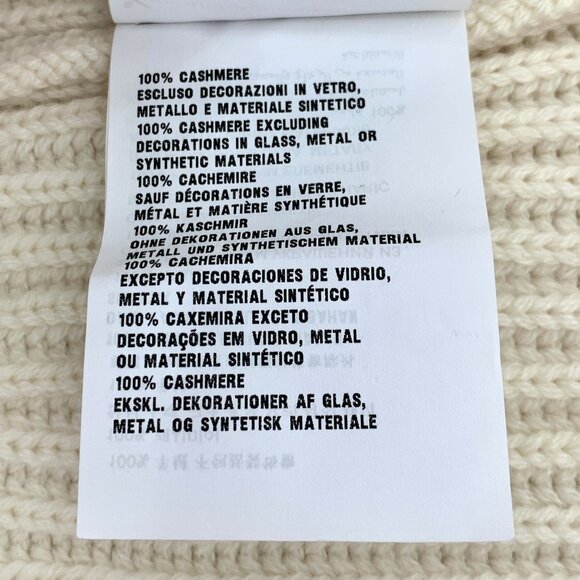 100% CASHMERE
ESCLUSO DECORAZIONI IN VETRO,
METALLO E MATERIALE SINTETICO
100% CASHMERE EXCLUDING
DECORATIONS IN GLASS, METAL OR
SYNTHETIC MATERIALS
100% CACHEMIRE
SAUF DÉCORATIONS EN VERRE,
MÉTAL ET MATIÈRE SYNTHÉTIQUE
100% KASCHMIR
OHNE DEKORATIONEN AUS GLAS,
METALL UND SYNTHETISCHEM MATERIAL
100% CACHEMIRA
EXCEPTO DECORACIONES DE VIDRIO,
METAL Y MATERIAL SINTÉTICO
100% CAXEMIRA EXCETO
DECORAÇÕES EM VIDRO, METAL
OU MATERIAL SINTÉTICO
100% CASHMERE
EKSKL. DEKORATIONER AF GLAS,
METAL OG SYNTETISK MATERIALE